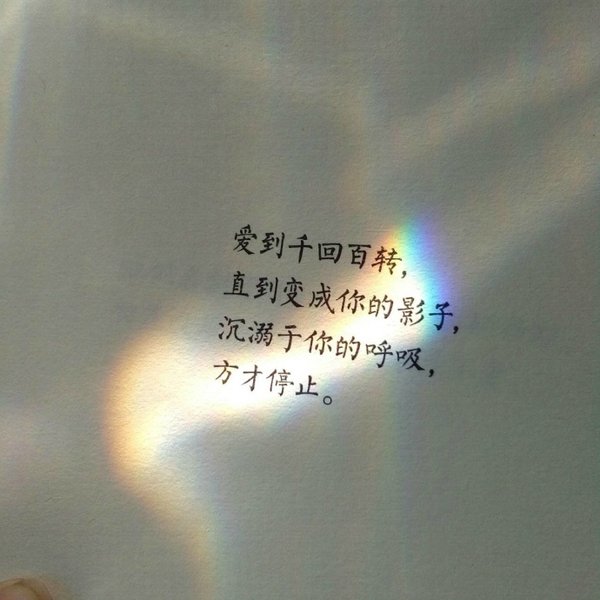 爱到千回百转，
直到变成你的影子，
沉溺于你的呼吸，
方才停止。